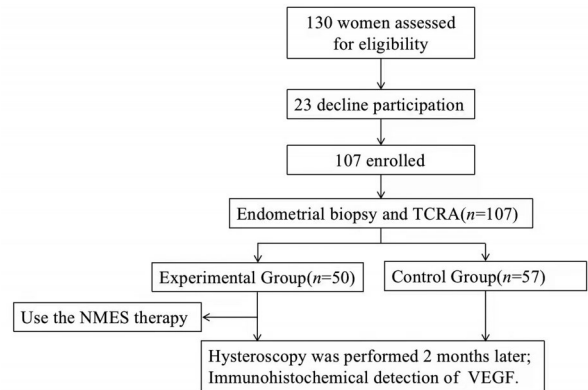 130 women assessed
for eligibility
23 decline participation
107 enrolled
Endometrial biopsy and TCRA(n=107)
Experimental Group(n=50)
Control Group(n=57)
Use the NMES therapy
Hysteroscopy was performed 2 months later;
Immunohistochemical detection of VEGF.